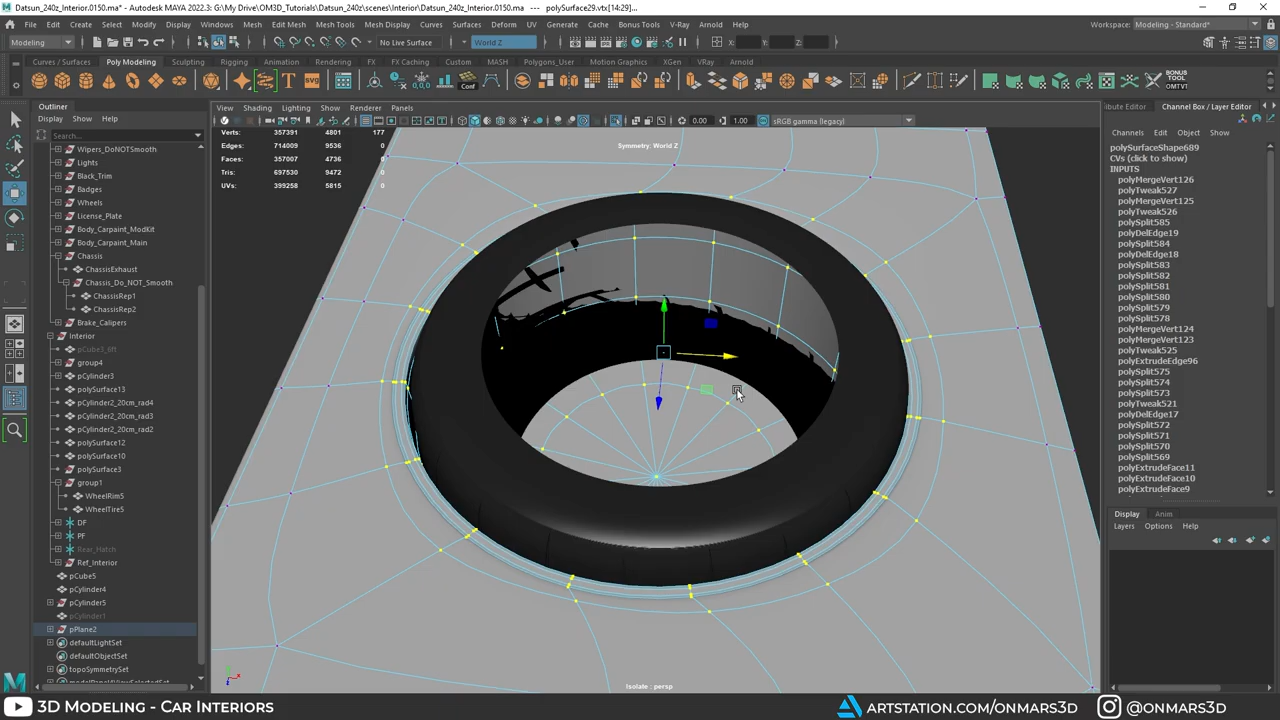 Datsun_240z_Interior.0150.ma* - Autodesk MAYA 2022.3: G:\My Drive\OM3D_Tutorials\Datsun_240z\scenes\Interior\Datsun_240z_Interior.0150.ma --- polySurface29.vtx[14:29]...
File Edit Create Select Modify Display Windows Mesh Edit Mesh Mesh Tools Mesh Display Curves Surfaces Deform UV Generate Cache Bonus Tools V-Ray Arnold Help
Workspace: Modeling - Standard*
Modeling
No Live Surface
World Z
X: Y: Z:
Curves / Surfaces Poly Modeling Sculpting Rigging Animation Rendering FX FX Caching Custom MASH Polygons_User Motion Graphics XGen VRay Arnold
SVG
Conf
BONUS TOOL
OMTVT
Outliner
Display Show Help
Search...
Wipers_DoNOTSmooth
Lights
Black_Trim
Badges
Wheels
License_Plate
Body_Carpaint_ModKit
Body_Carpaint_Main
Chassis
ChassisExhaust
Chassis_Do_NOT_Smooth
ChassisRep1
ChassisRep2
Brake_Calipers
Interior
group4
pCylinder3
polySurface13
pCylinder2_20cm_rad4
pCylinder2_20cm_rad3
pCylinder2_20cm_rad2
polySurface12
polySurface10
polySurface3
group1
WheelRim5
WheelTire5
DF
PF
Rear_Hatch
Ref_Interior
pCube5
pCylinder4
pCylinder5
pCylinder1
pPlane2
defaultLightSet
defaultObjectSet
topoSymmetrySet
View Shading Lighting Show Renderer Panels
0.00 1.00 sRGB gamma (legacy)
Verts: 357391 4801 177
Edges: 714009 9536 0
Faces: 357007 4736 0
Tris: 697530 9472 0
UVs: 399258 5815 0
Symmetry: World Z
Isolate : persp
Channel Box / Layer Editor
Channels Edit Object Show
polySurfaceShape689
CVs (click to show)
INPUTS
polyMergeVert126
polyTweak527
polyMergeVert125
polyTweak526
polySplit585
polyDelEdge19
polySplit584
polyDelEdge18
polySplit583
polySplit582
polySplit581
polySplit580
polySplit579
polySplit578
polyMergeVert124
polyMergeVert123
polyTweak525
polyExtrudeEdge96
polySplit575
polySplit574
polySplit573
polyTweak521
polyDelEdge17
polySplit572
polySplit571
polySplit570
polySplit569
polyExtrudeFace11
polyExtrudeFace10
polyExtrudeFace9
Display Anim
Layers Options Help
3D MODELING - CAR INTERIORS
ARTSTATION.COM/ONMARS3D
@ONMARS3D